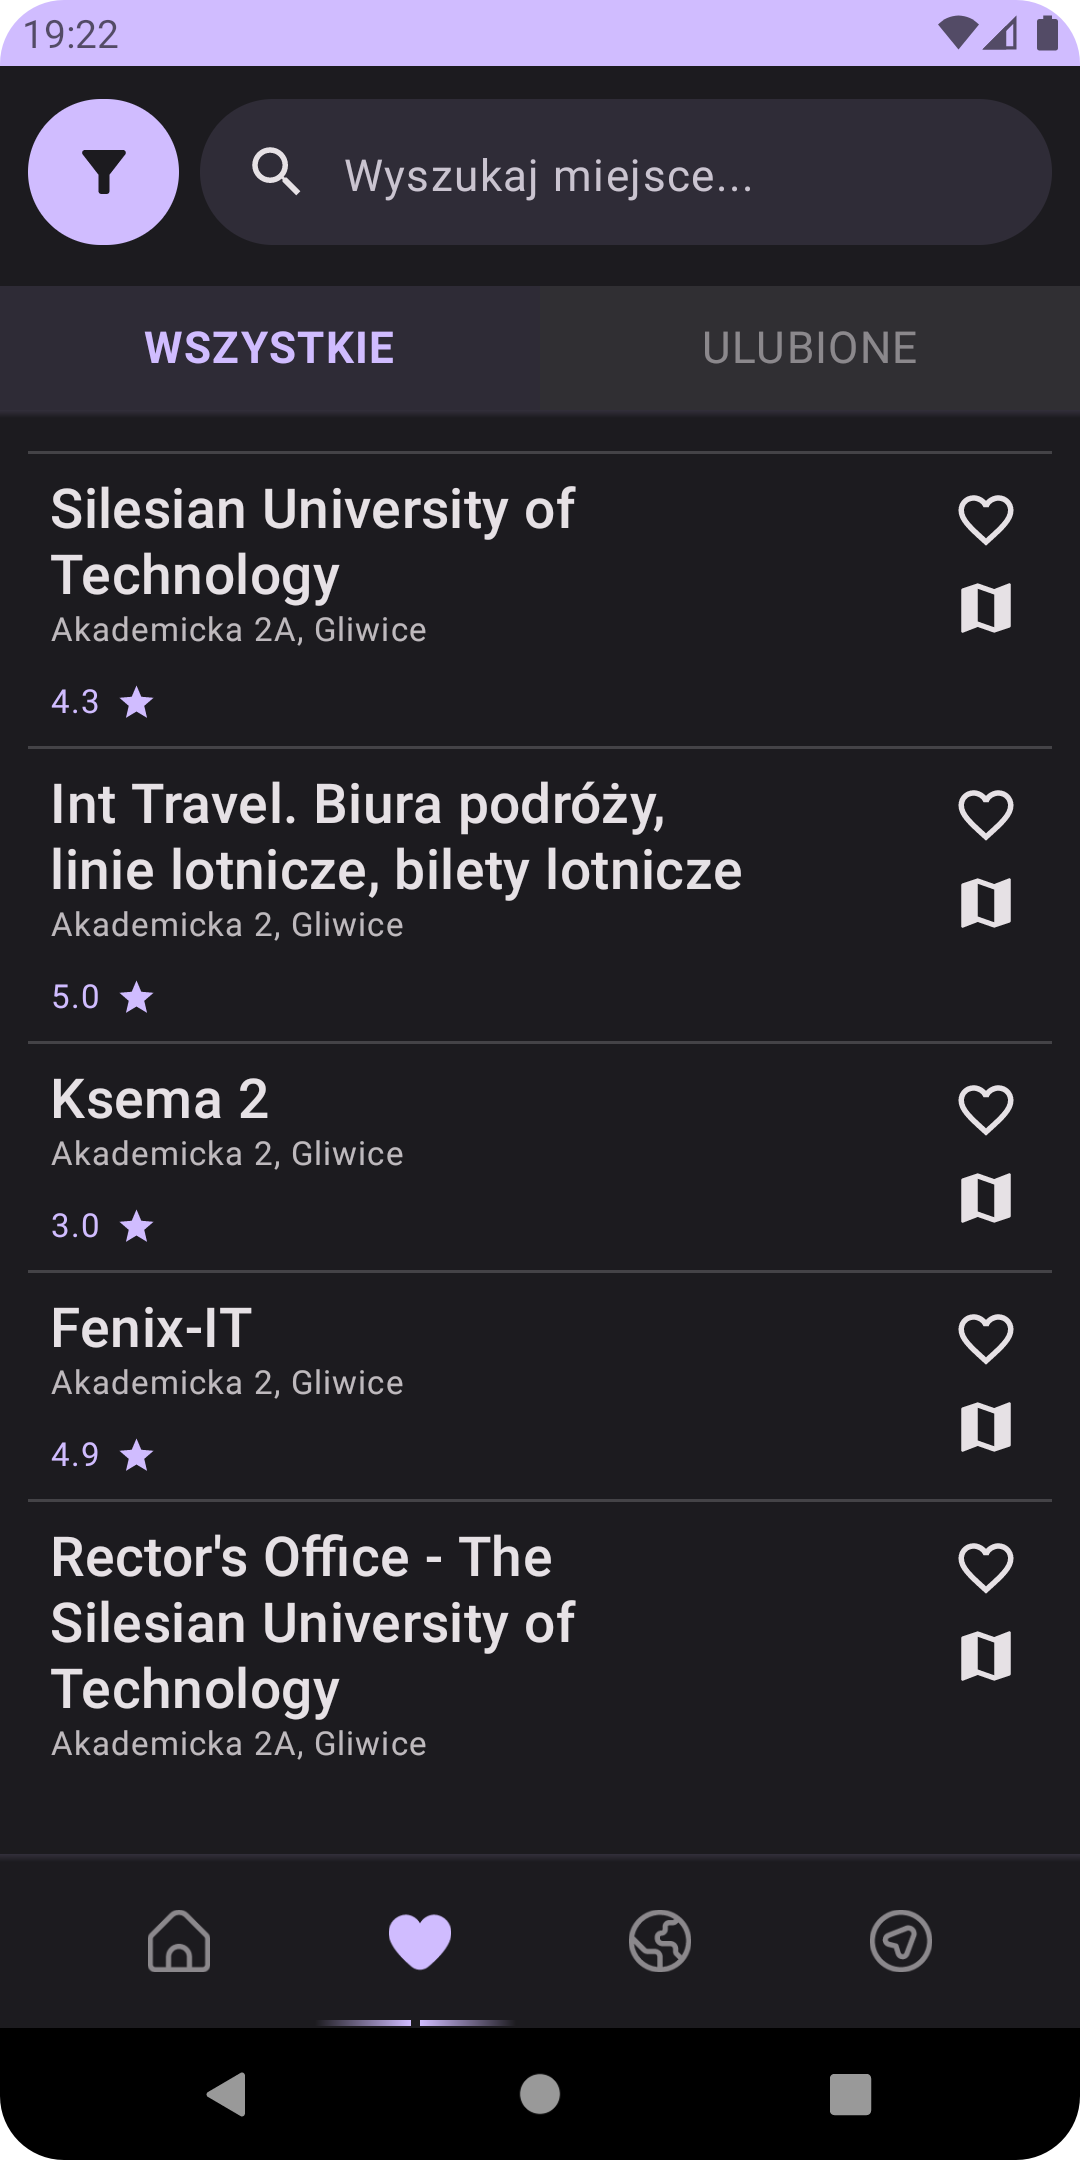 19:22
Wyszukaj miejsce...
WSZYSTKIE
ULUBIONE
Silesian University of
Technology
Akademicka 2A, Gliwice
4.3
Int Travel. Biura podróży,
linie lotnicze, bilety lotnicze
Akademicka 2, Gliwice
5.0
Ksema 2
Akademicka 2, Gliwice
3.0
Fenix-IT
Akademicka 2, Gliwice
4.9
Rector's Office - The
Silesian University of
Technology
Akademicka 2A, Gliwice